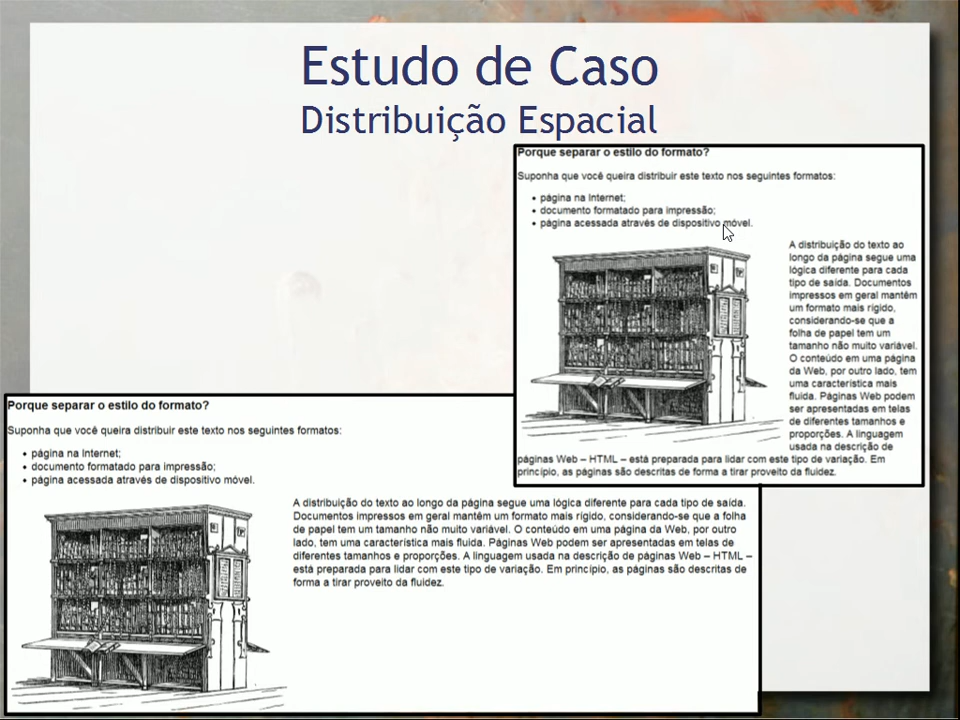 Estudo de Caso
Distribuição Espacial
Porque separar o estilo do formato?
Suponha que você queira distribuir este texto nos seguintes formatos:
• página na Internet;
• documento formatado para impressão;
• página acessada através de dispositivo móvel.
A distribuição do texto ao
longo da página segue uma
lógica diferente para cada
tipo de saída. Documentos
impressos em geral mantêm
um formato mais rígido,
considerando-se que a
folha de papel tem um
tamanho não muito variável.
O conteúdo em uma página
da Web, por outro lado, tem
uma característica mais
fluida. Páginas Web podem
ser apresentadas em telas
de diferentes tamanhos e
proporções. A linguagem
usada na descrição de
páginas Web – HTML – está preparada para lidar com este tipo de variação. Em
princípio, as páginas são descritas de forma a tirar proveito da fluidez.
Porque separar o estilo do formato?
Suponha que você queira distribuir este texto nos seguintes formatos:
• página na Internet;
• documento formatado para impressão;
• página acessada através de dispositivo móvel.
A distribuição do texto ao longo da página segue uma lógica diferente para cada tipo de saída.
Documentos impressos em geral mantêm um formato mais rígido, considerando-se que a folha
de papel tem um tamanho não muito variável. O conteúdo em uma página da Web, por outro
lado, tem uma característica mais fluida. Páginas Web podem ser apresentadas em telas de
diferentes tamanhos e proporções. A linguagem usada na descrição de páginas Web – HTML –
está preparada para lidar com este tipo de variação. Em princípio, as páginas são descritas de
forma a tirar proveito da fluidez.